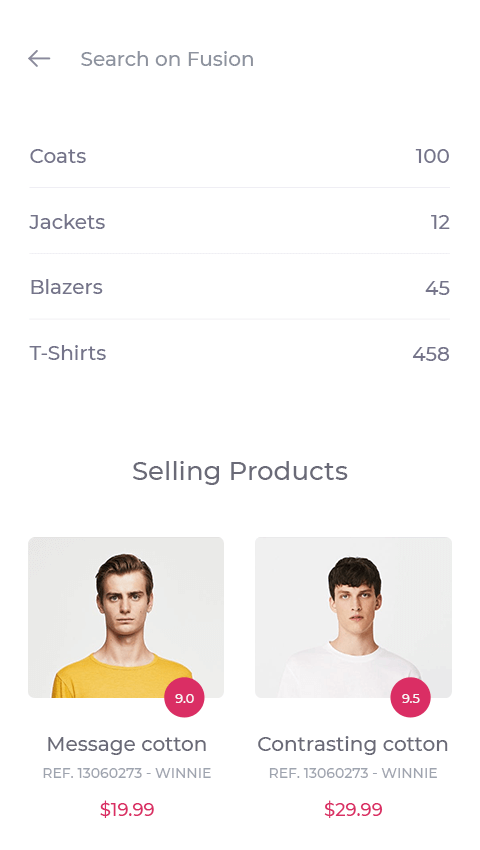 Search on Fusion
Coats 100
Jackets 12
Blazers 45
T-Shirts 458
Selling Products
9.0
9.5
Message cotton
REF. 13060273 - WINNIE
$19.99
Contrasting cotton
REF. 13060273 - WINNIE
$29.99